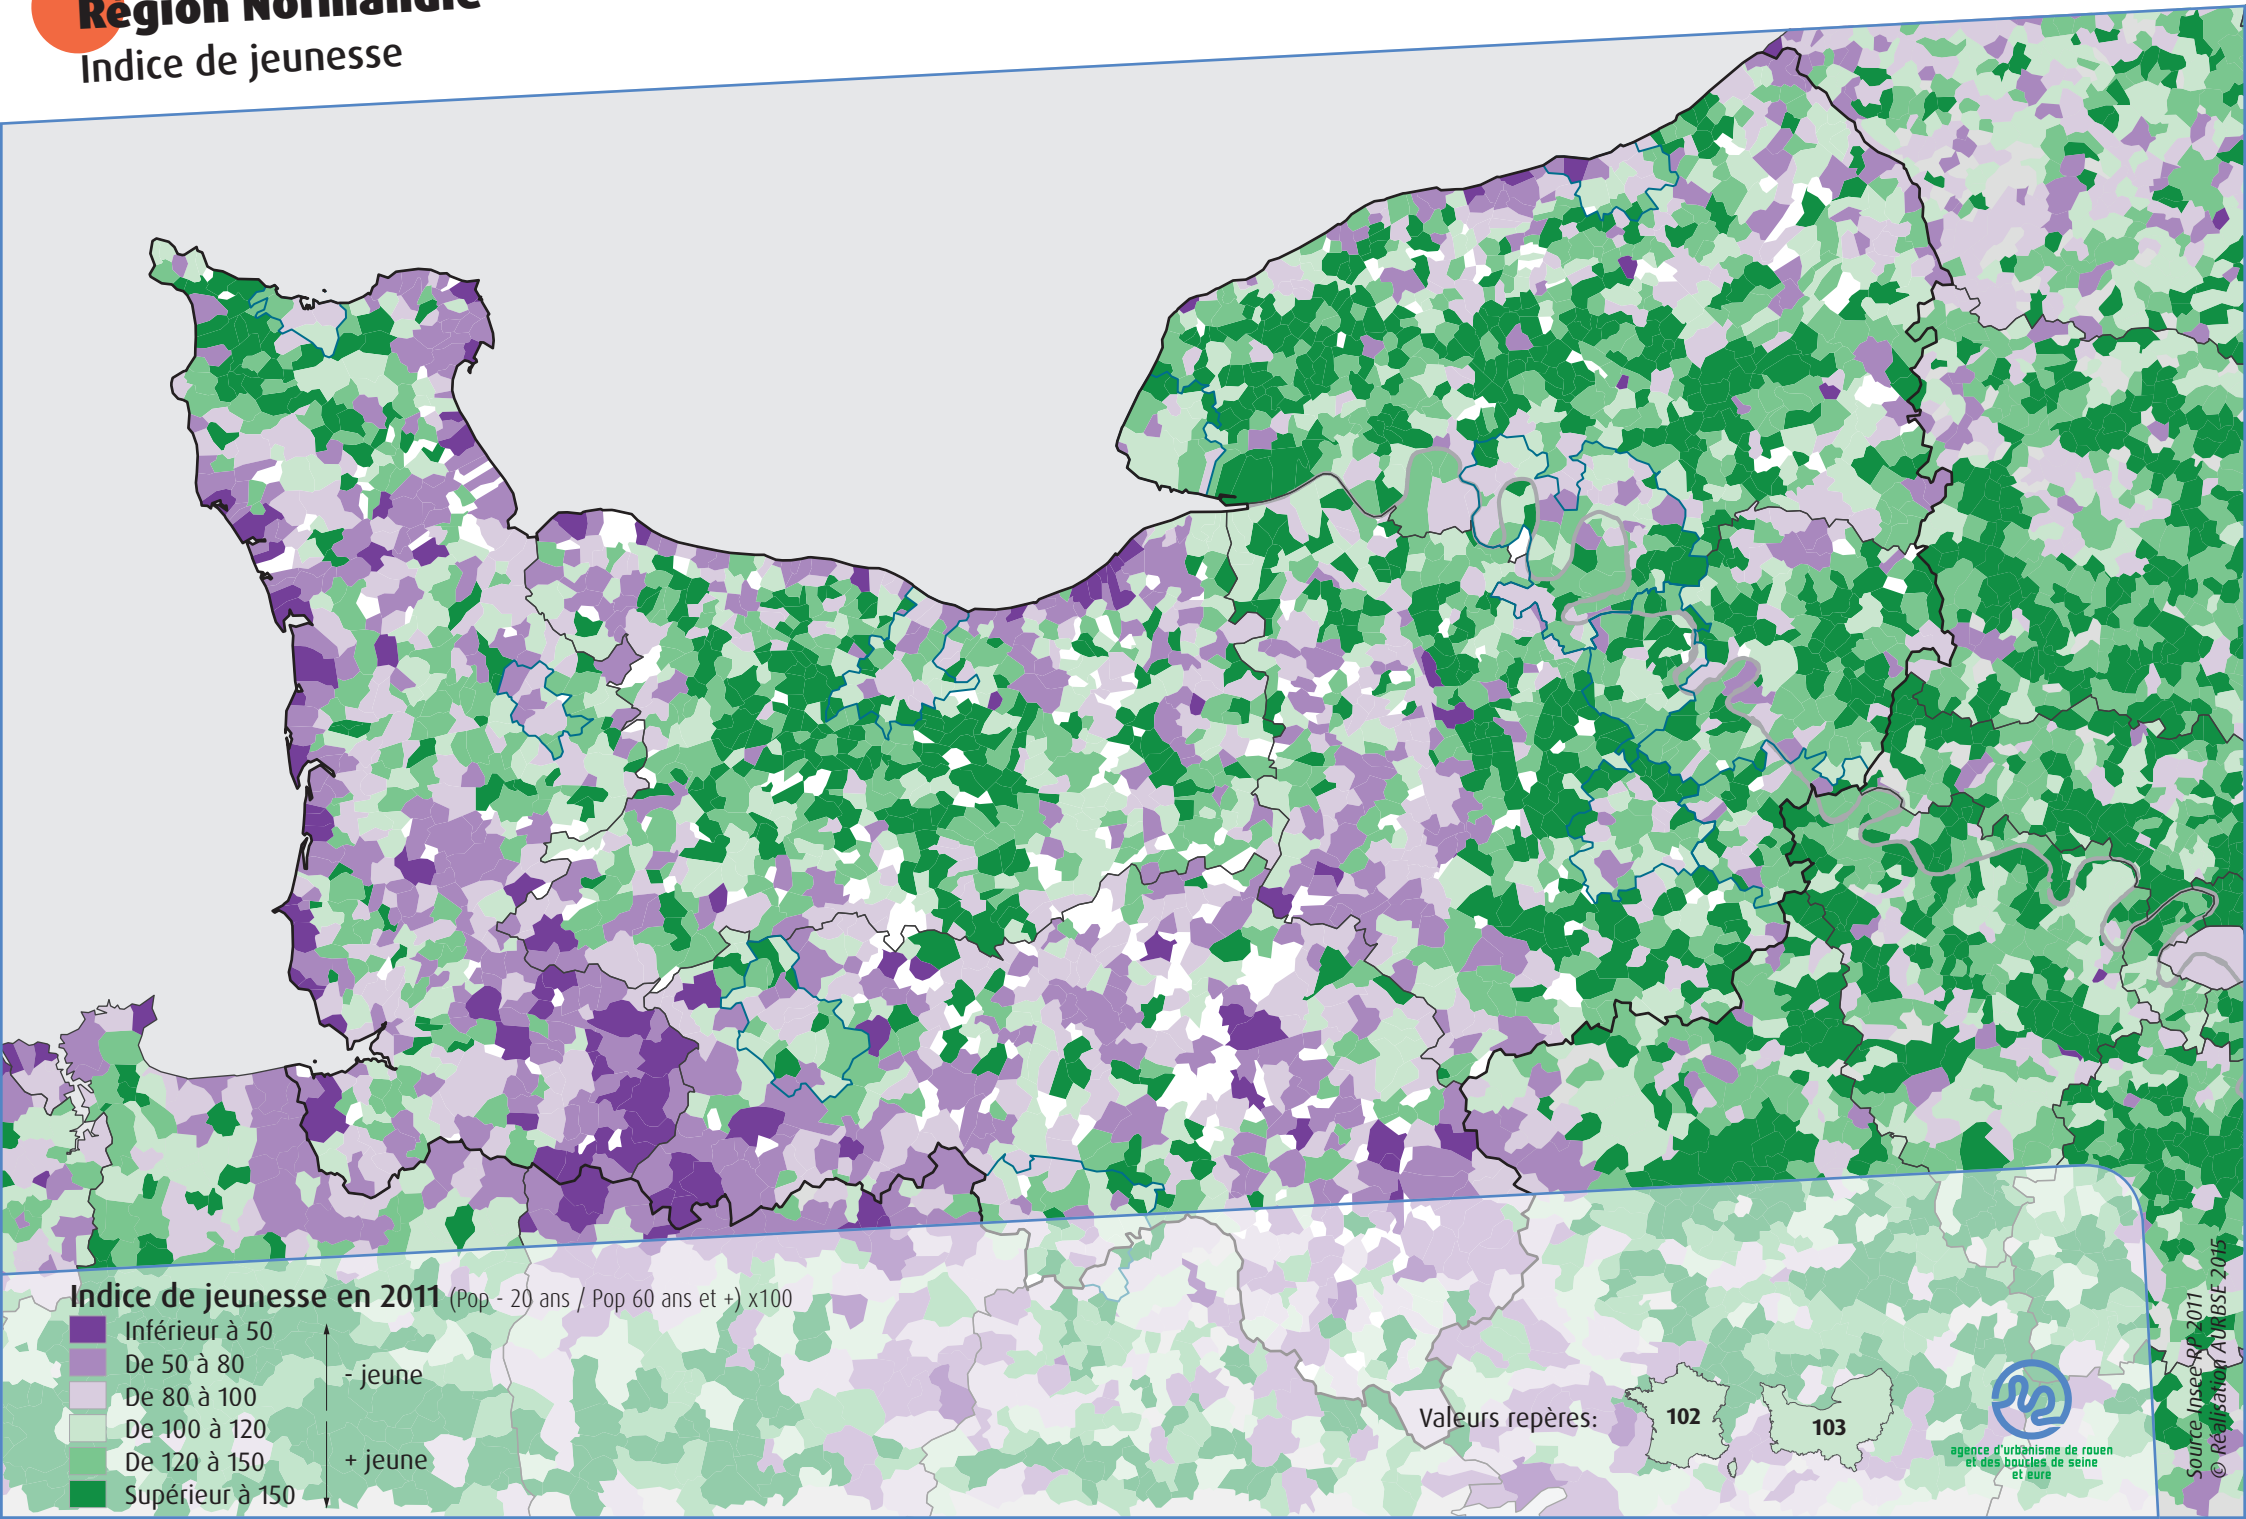 Région Normandie
Indice de jeunesse
Indice de jeunesse en 2011 (Pop - 20 ans / Pop 60 ans et +) x100
Inférieur à 50
De 50 à 80
De 80 à 100
De 100 à 120
De 120 à 150
Supérieur à 150
- jeune
+ jeune
Valeurs repères:
102
103
agence d'urbanisme de rouen
et des boucles de seine
et eure
Source Insee RP 2011
© Réalisation AURBSE 2015